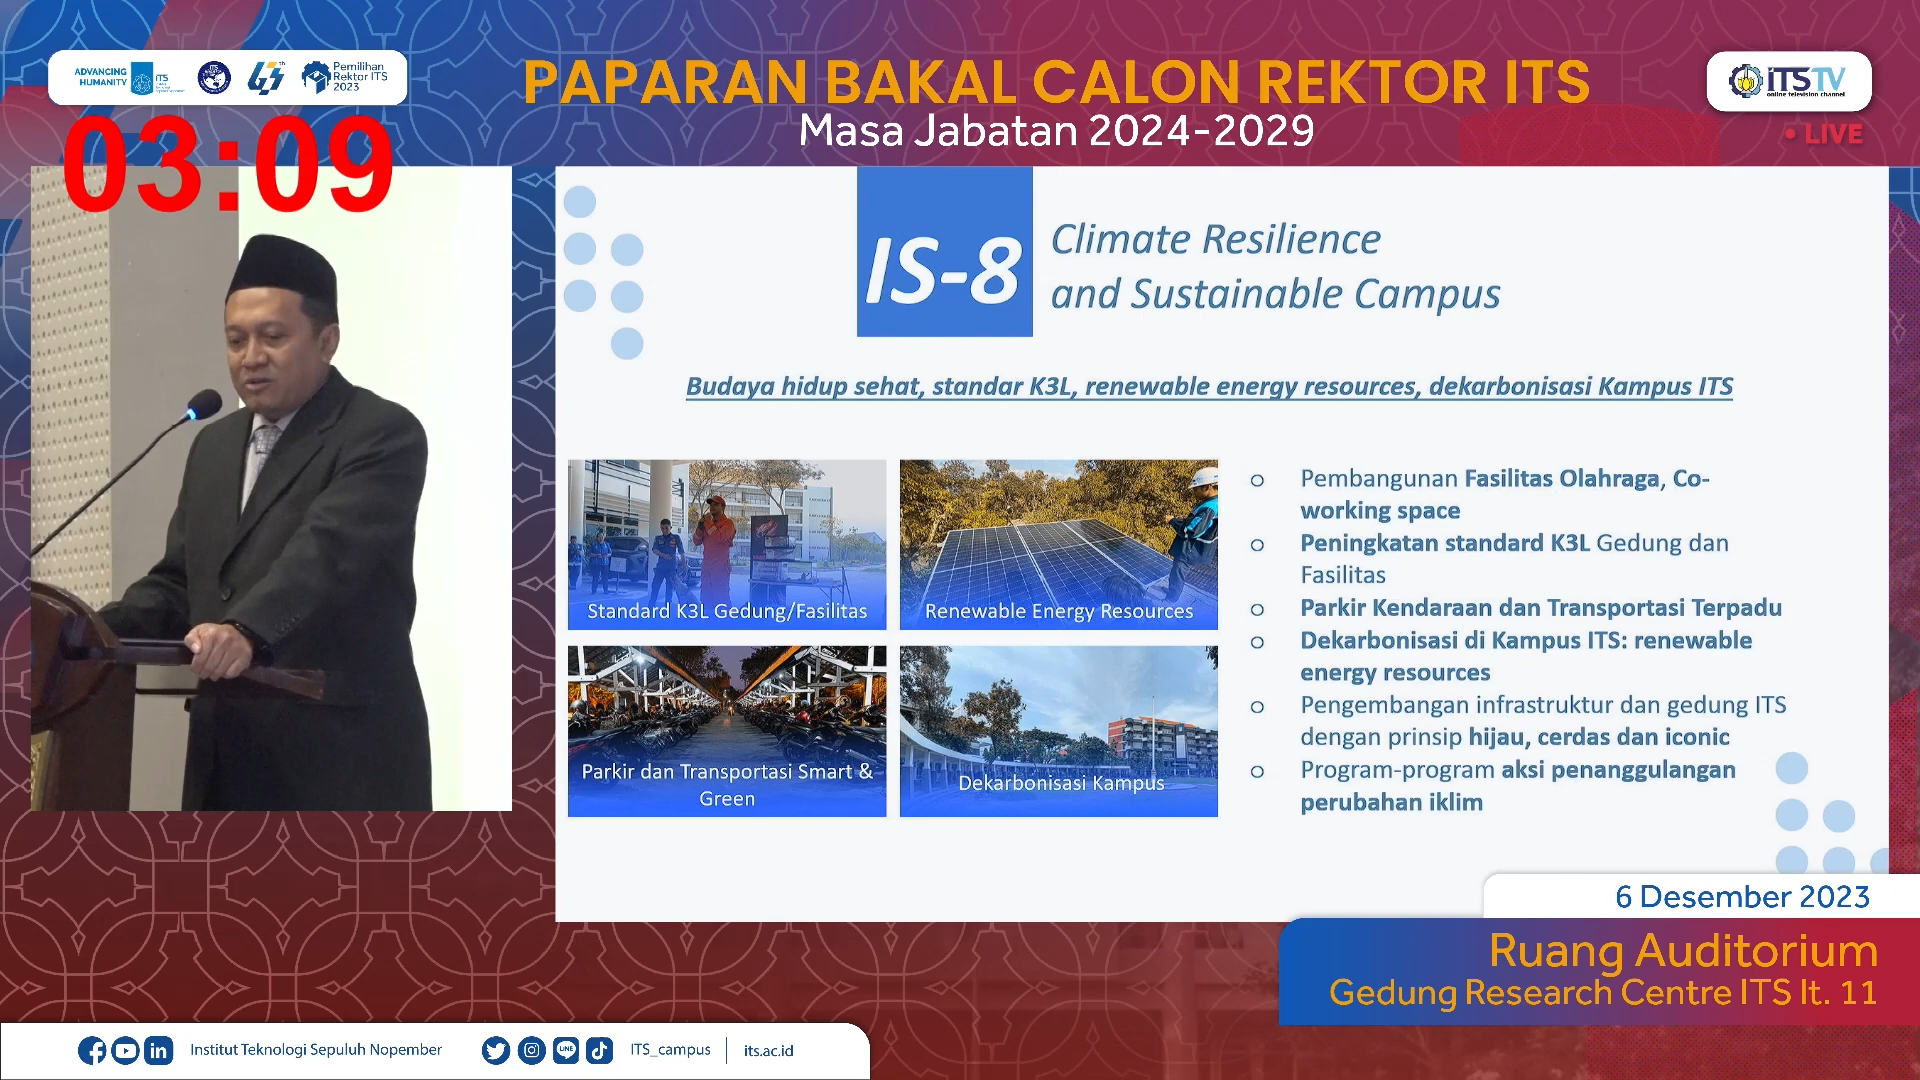 ADVANCING
HUMANITY
ITS
Pemilihan
Rektor ITS
2023
PAPARAN BAKAL CALON REKTOR ITS
Masa Jabatan 2024-2029
iTSTV
online television channel
• LIVE
03:09
IS-8
Climate Resilience
and Sustainable Campus
Budaya hidup sehat, standar K3L, renewable energy resources, dekarbonisasi Kampus ITS
Standard K3L Gedung/Fasilitas
Renewable Energy Resources
Parkir dan Transportasi Smart &
Green
Dekarbonisasi Kampus
o Pembangunan Fasilitas Olahraga, Co-
working space
o Peningkatan standard K3L Gedung dan
Fasilitas
o Parkir Kendaraan dan Transportasi Terpadu
o Dekarbonisasi di Kampus ITS: renewable
energy resources
o Pengembangan infrastruktur dan gedung ITS
dengan prinsip hijau, cerdas dan iconic
o Program-program aksi penanggulangan
perubahan iklim
6 Desember 2023
Ruang Auditorium
Gedung Research Centre ITS lt. 11
Institut Teknologi Sepuluh Nopember
LINE
ITS_campus
its.ac.id